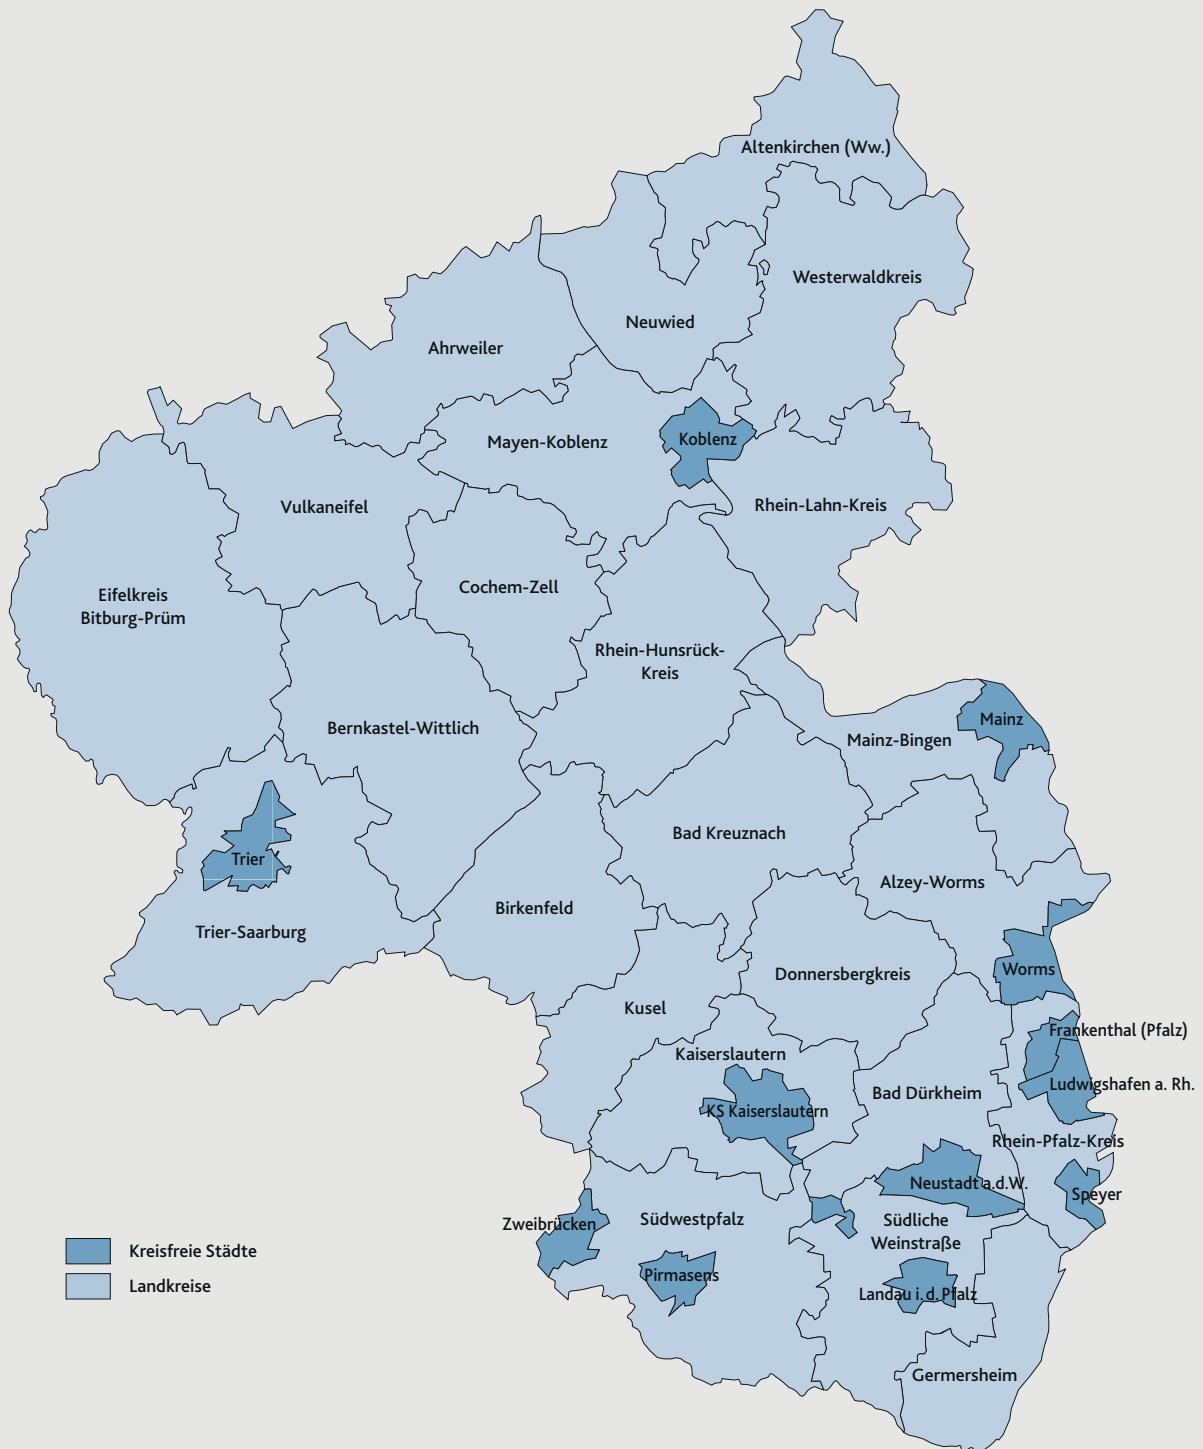 Altenkirchen (Ww.)
Westerwaldkreis
Neuwied
Ahrweiler
Mayen-Koblenz
Koblenz
Vulkaneifel
Rhein-Lahn-Kreis
Cochem-Zell
Eifelkreis
Bitburg-Prüm
Rhein-Hunsrück-
Kreis
Mainz
Bernkastel-Wittlich
Mainz-Bingen
Bad Kreuznach
Trier
Alzey-Worms
Birkenfeld
Trier-Saarburg
Worms
Donnersbergkreis
Kusel
Frankenthal (Pfalz)
Kaiserslautern
Ludwigshafen a. Rh.
Bad Dürkheim
KS Kaiserslautern
Rhein-Pfalz-Kreis
Neustadt a.d.W.
Speyer
Zweibrücken
Südwestpfalz
Südliche
Weinstraße
Kreisfreie Städte
Pirmasens
Landkreise
Landau i. d. Pfalz
Germersheim